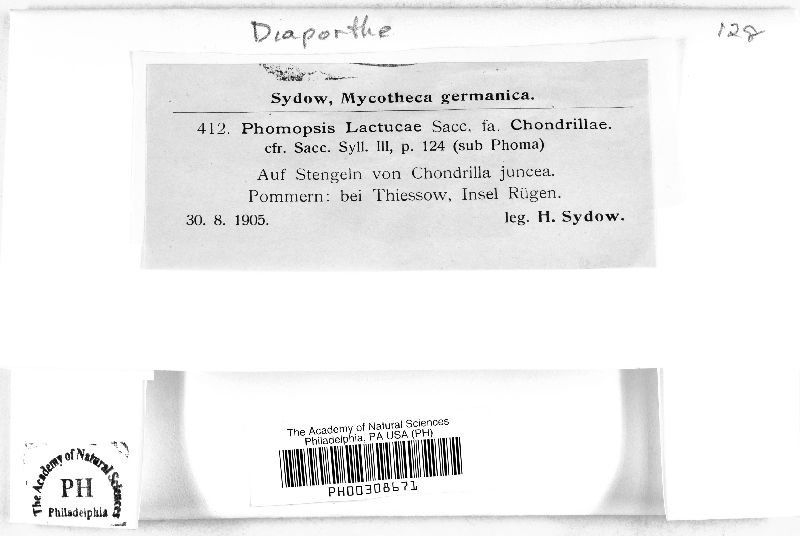 Diaporthe 128
Sydow, Mycotheca germanica.
412. Phomopsis Lactucae Sacc. fa. Chondrillae.
cfr. Sacc. Syll. III, p. 124 (sub Phoma)
Auf Stengeln von Chondrilla juncea.
Pommern: bei Thiessow, Insel Rügen.
30. 8. 1905. leg. H. Sydow.
The Academy of Natural Sciences
Philadelphia, PA USA (PH)
PH00308671
The Academy of Natural Sciences
PH
Philadelphia